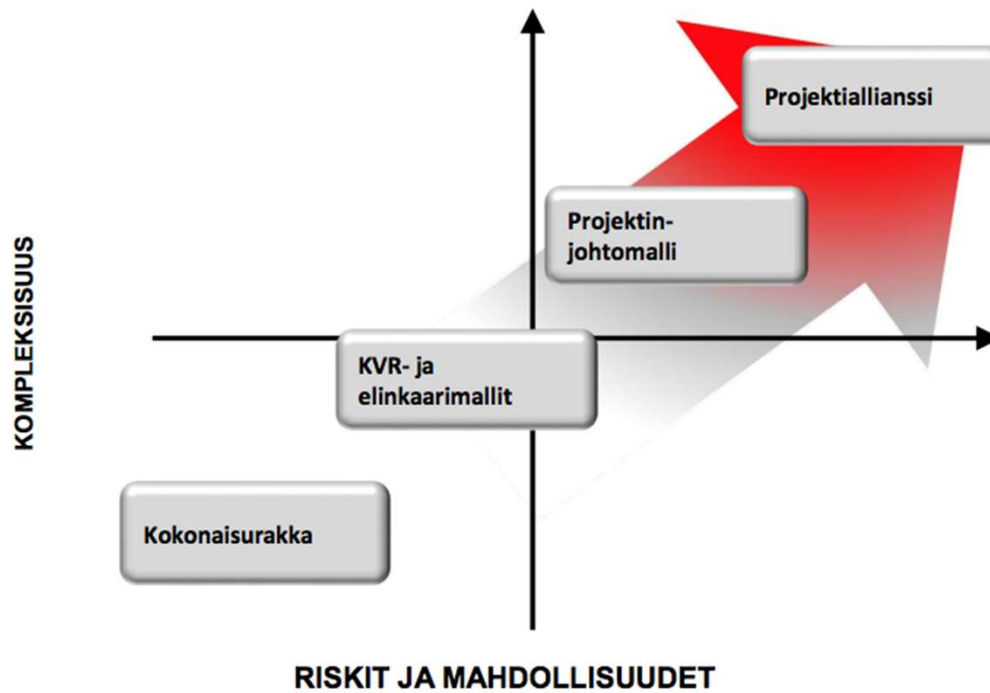 Projektiallianssi
Projektin-
johtomalli
KVR- ja
elinkaarimallit
Kokonaisurakka
KOMPLEKSISUUS
RISKIT JA MAHDOLLISUUDET